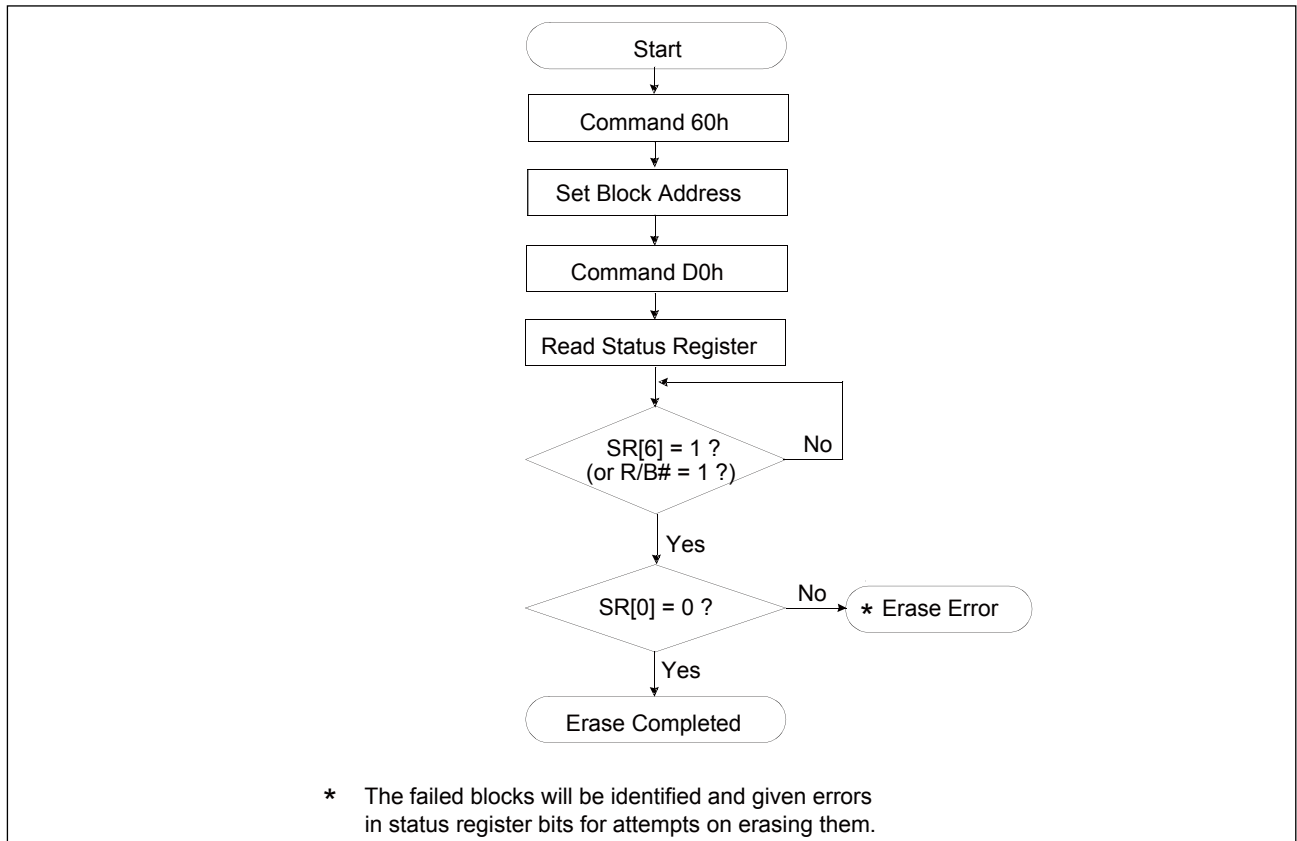 Start
Command 60h
Set Block Address
Command D0h
Read Status Register
SR[6] = 1 ?
(or R/B# = 1 ?)
No
Yes
SR[0] = 0 ?
No
* Erase Error
Yes
Erase Completed
* The failed blocks will be identified and given errors
in status register bits for attempts on erasing them.